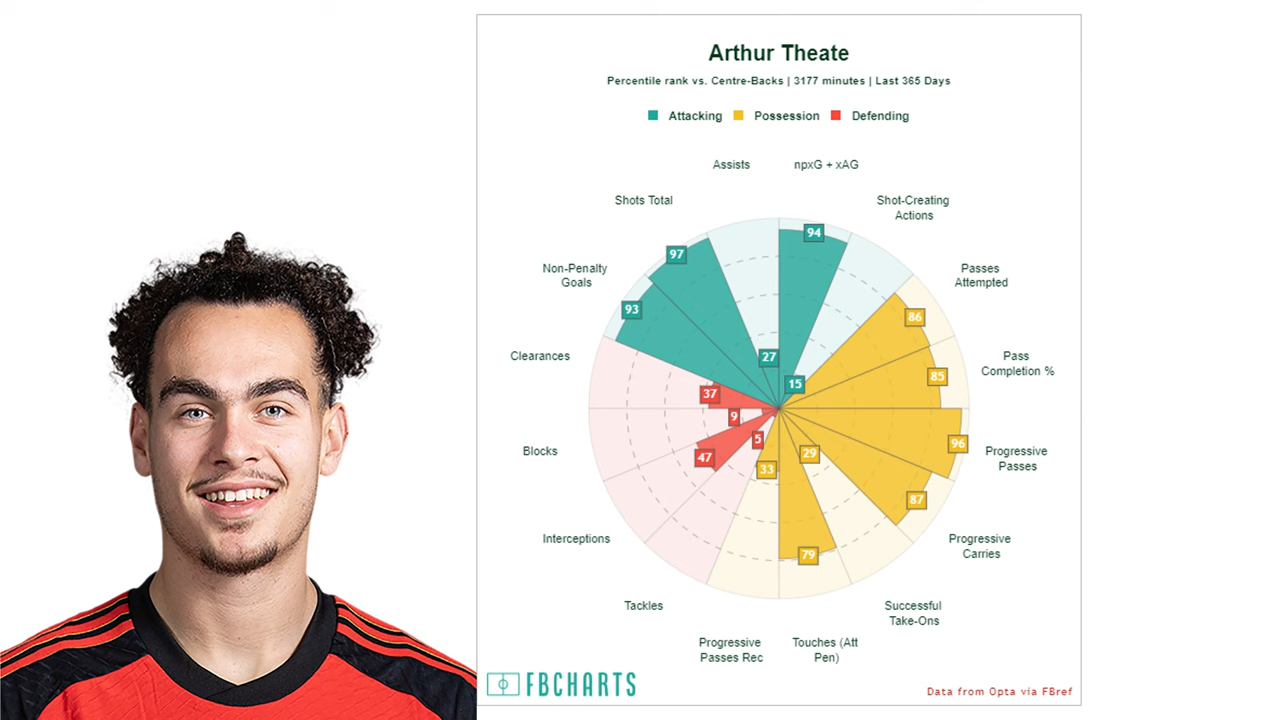 Arthur Theate
Percentile rank vs. Centre-Backs | 3177 minutes | Last 365 Days
Attacking Possession Defending
Assists
npxG + xAG
Shots Total
Shot-Creating
Actions
Non-Penalty
Goals
Passes
Attempted
Clearances
Pass
Completion %
Blocks
Progressive
Passes
Interceptions
Progressive
Carries
Tackles
Successful
Take-Ons
Progressive
Passes Rec
Touches (Att
Pen)
94
97
93
86
27
85
15
37
9
5
96
29
47
33
87
79
FBCHARTS
Data from Opta via FBref